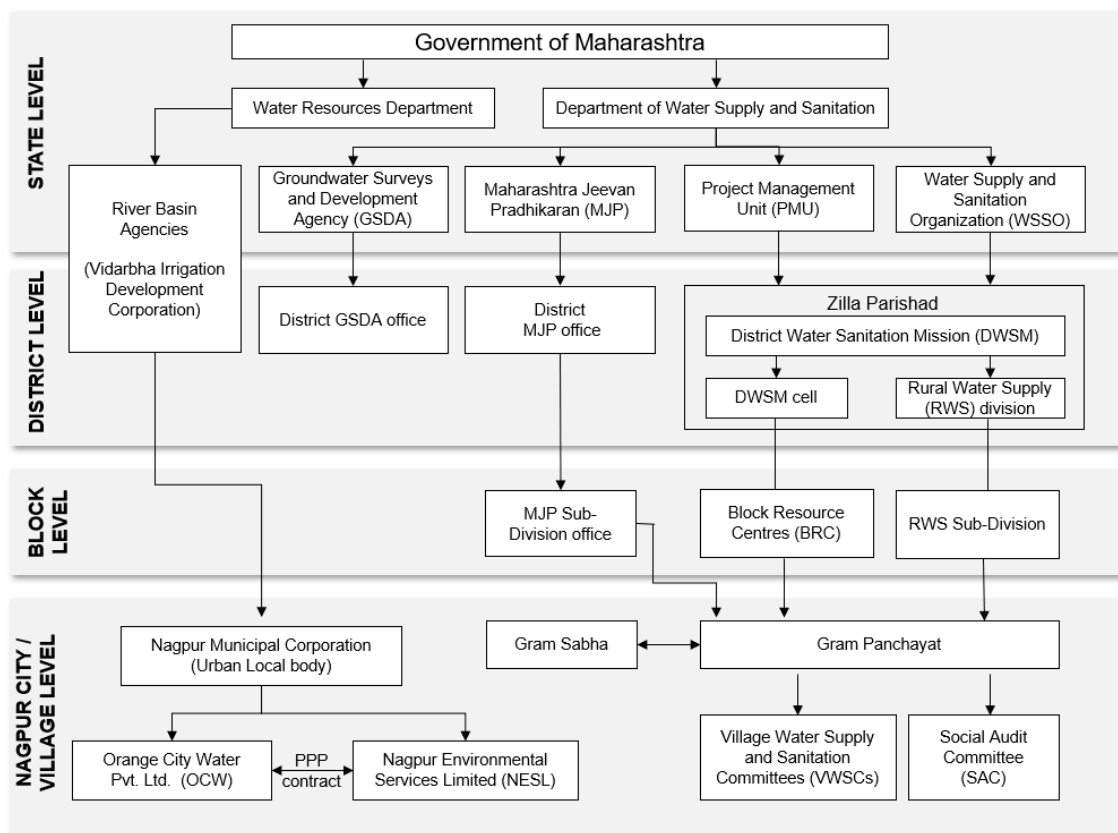 STATE LEVEL
Government of Maharashtra
Water Resources Department
Department of Water Supply and Sanitation
River Basin
Agencies
(Vidarbha Irrigation
Development
Corporation)
Groundwater Surveys
and Development
Agency (GSDA)
Maharashtra Jeevan
Pradhikaran (MJP)
Project Management
Unit (PMU)
Water Supply and
Sanitation
Organization (WSSO)
DISTRICT LEVEL
District GSDA office
District
MJP office
Zilla Parishad
District Water Sanitation Mission (DWSM)
DWSM cell
Rural Water Supply
(RWS) division
BLOCK
LEVEL
MJP Sub-
Division office
Block Resource
Centres (BRC)
RWS Sub-Division
NAGPUR CITY /
VILLAGE LEVEL
Nagpur Municipal Corporation
(Urban Local body)
Gram Sabha
Gram Panchayat
Orange City Water
Pvt. Ltd. (OCW)
PPP
contract
Nagpur Environmental
Services Limited (NESL)
Village Water Supply
and Sanitation
Committees (VWSCs)
Social Audit
Committee
(SAC)